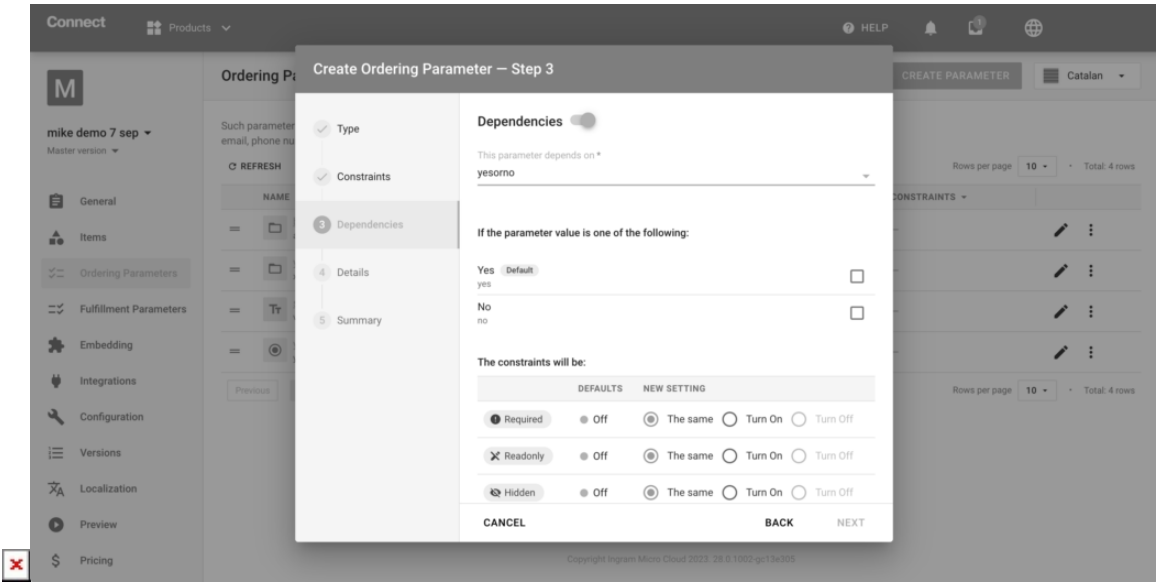 Connect
Products
HELP
M
mike demo 7 sep
Master version
General
Items
Ordering Parameters
Fulfillment Parameters
Embedding
Integrations
Configuration
Versions
Localization
Preview
Pricing
Ordering Pa
CREATE PARAMETER
Catalan
Such parameter
email, phone nu
REFRESH
Rows per page 10 Total: 4 rows
NAME
CONSTRAINTS
Previous
Rows per page 10 Total: 4 rows
Create Ordering Parameter — Step 3
Type
Constraints
3 Dependencies
4 Details
5 Summary
Dependencies
This parameter depends on *
yesorno
If the parameter value is one of the following:
Yes Default
yes
No
no
The constraints will be:
DEFAULTS NEW SETTING
Required Off The same Turn On Turn Off
Readonly Off The same Turn On Turn Off
Hidden Off The same Turn On Turn Off
CANCEL BACK NEXT
Copyright Ingram Micro Cloud 2023,